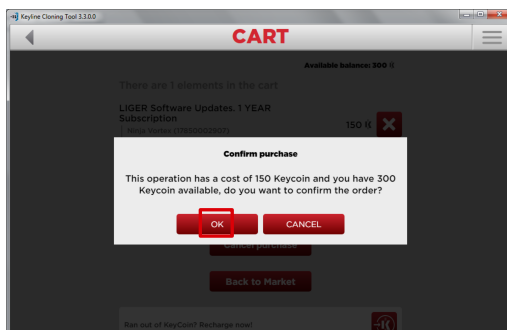 Keyline Cloning Tool 3.3.0.0
CART
Available balance: 300
There are 1 elements in the cart
LIGER Software Updates. 1 YEAR
Subscription
150
Confirm purchase
This operation has a cost of 150 Keycoin and you have 300
Keycoin available, do you want to confirm the order?
OK CANCEL
Cancel purchase
Back to Market
Ran out of KeyCoin? Recharge now!